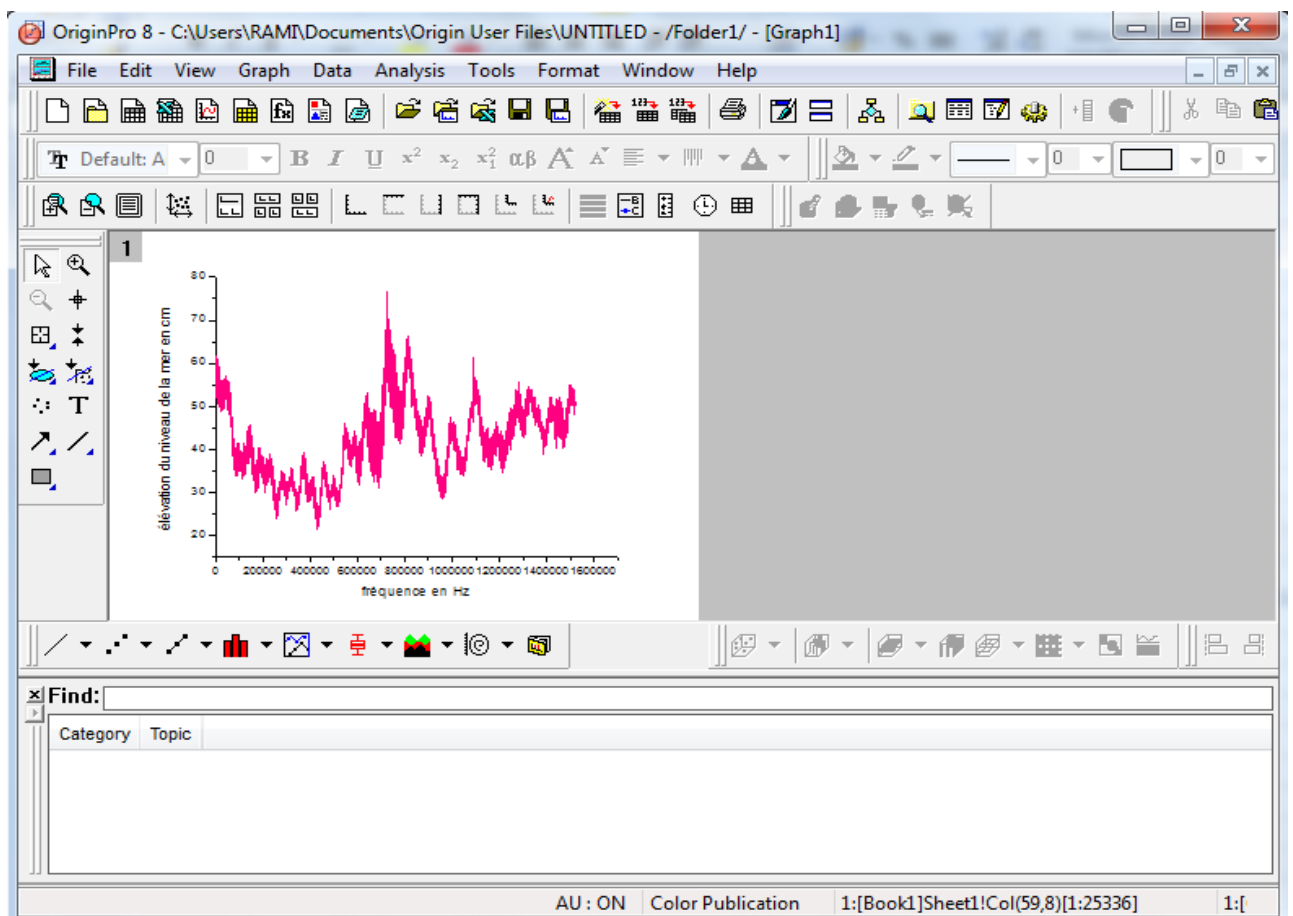 OriginPro 8 - C:\Users\RAMI\Documents\Origin User Files\UNTITLED - /Folder1/ - [Graph1]
File Edit View Graph Data Analysis Tools Format Window Help
Default: A 0 B I U x² x₂ αβ A A A 0 0
1
80
70
60
50
40
30
20
élévation du niveau de la mer en cm
0 200000 400000 600000 800000 1000000 1200000 1400000 1600000
fréquence en Hz
T
Find:
Category Topic
AU : ON Color Publication 1:[Book1]Sheet1!Col(59,8)[1:25336] 1:[